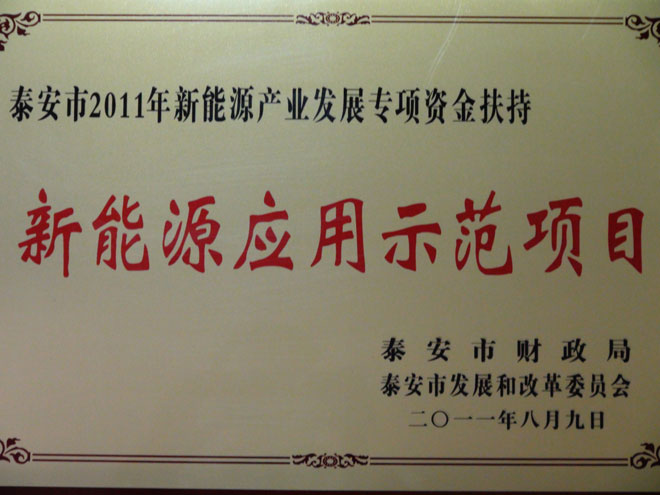 泰安市2011年新能源产业发展专项资金扶持
新能源应用示范项目
泰安市财政局
泰安市发展和改革委员会
二〇一一年八月九日